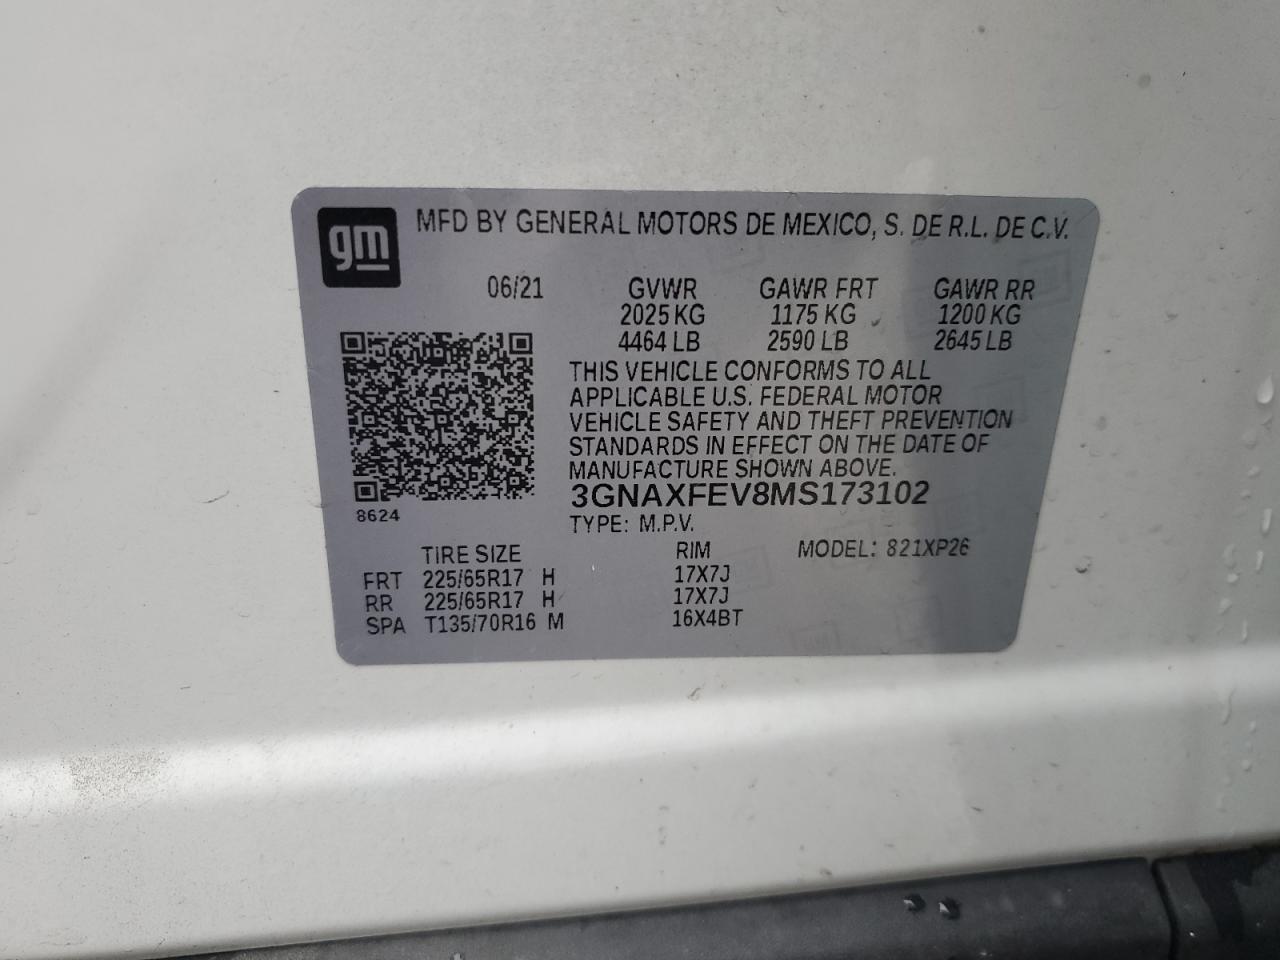 gm
MFD BY GENERAL MOTORS DE MEXICO, S. DE R.L. DE C.V.
06/21 GVWR GAWR FRT GAWR RR
2025 KG 1175 KG 1200 KG
4464 LB 2590 LB 2645 LB
THIS VEHICLE CONFORMS TO ALL
APPLICABLE U.S. FEDERAL MOTOR
VEHICLE SAFETY AND THEFT PREVENTION
STANDARDS IN EFFECT ON THE DATE OF
MANUFACTURE SHOWN ABOVE.
3GNAXFEV8MS173102
8624
TYPE: M.P.V.
TIRE SIZE RIM MODEL: 821XP26
FRT 225/65R17 H 17X7J
RR 225/65R17 H 17X7J
SPA T135/70R16 M 16X4BT